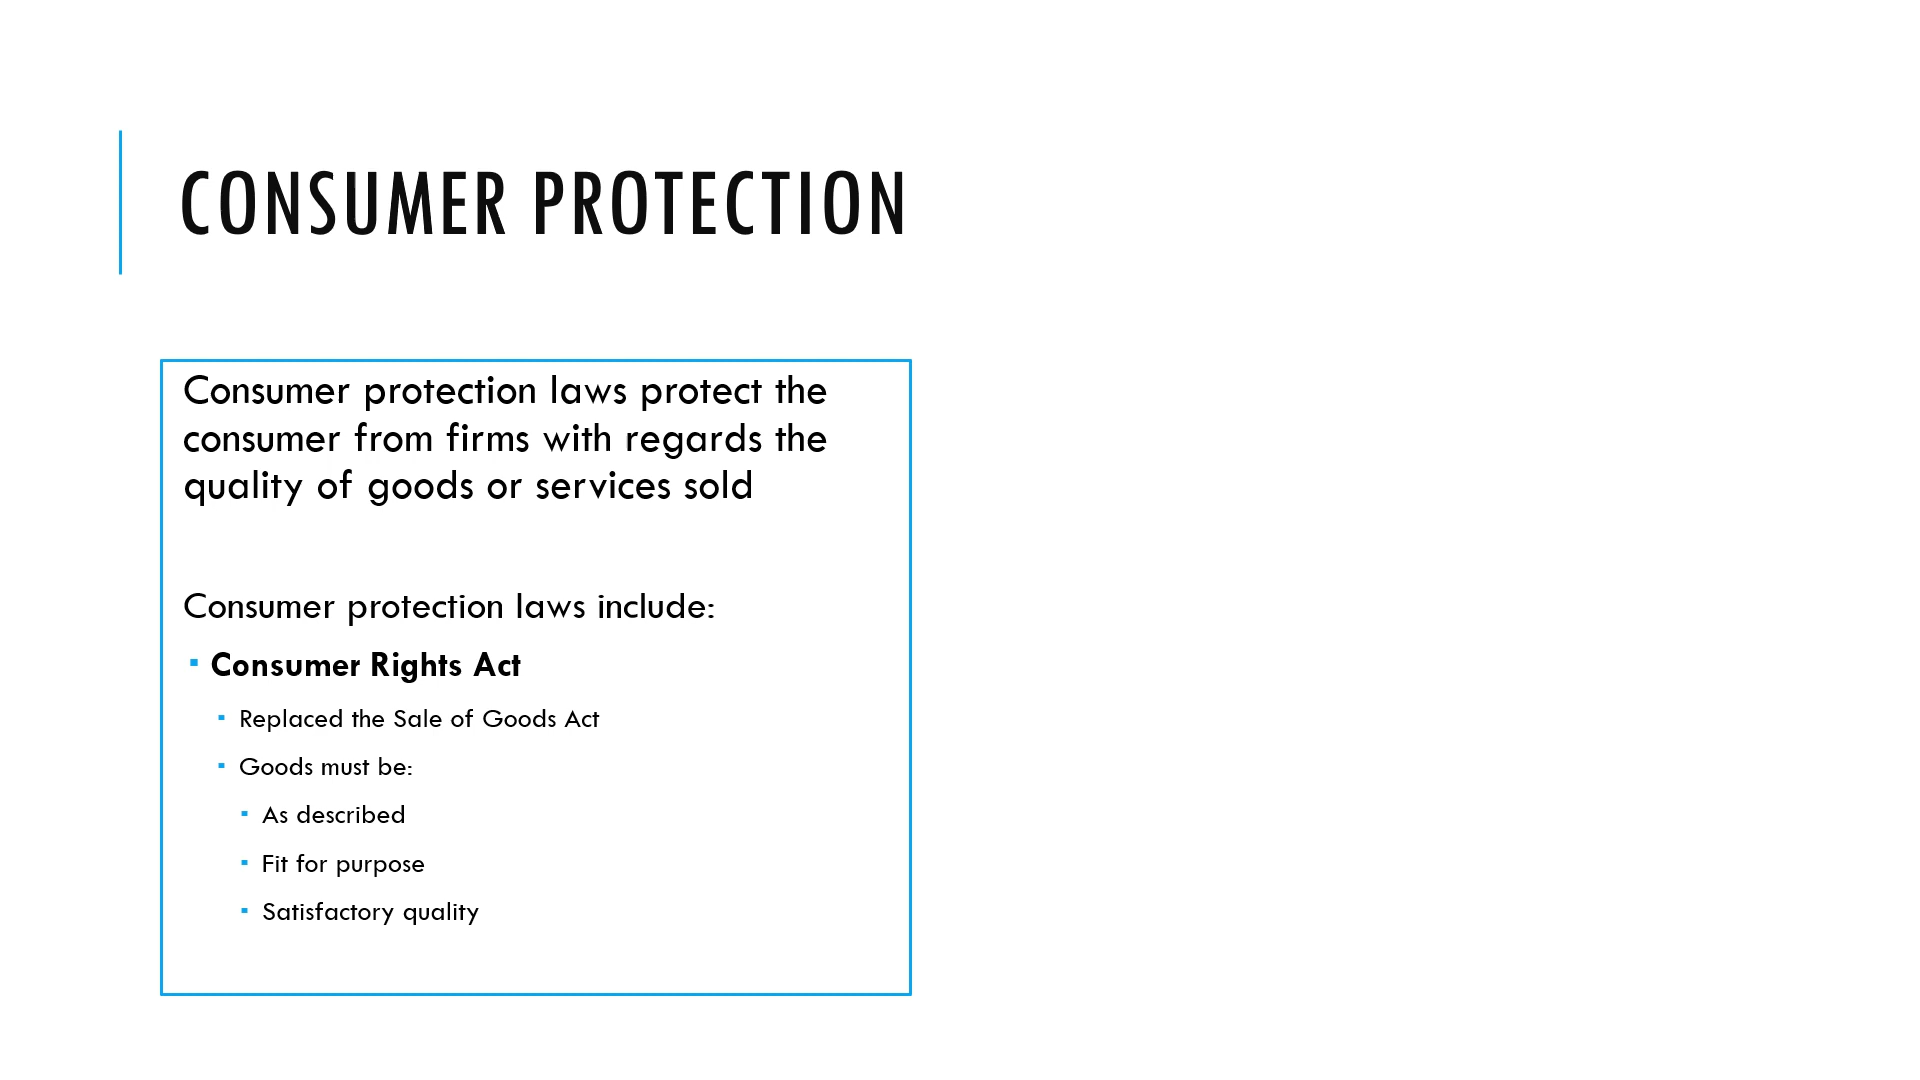 CONSUMER PROTECTION
Consumer protection laws protect the
consumer from firms with regards the
quality of goods or services sold
Consumer protection laws include:
▪ Consumer Rights Act
▪ Replaced the Sale of Goods Act
▪ Goods must be:
▪ As described
▪ Fit for purpose
▪ Satisfactory quality